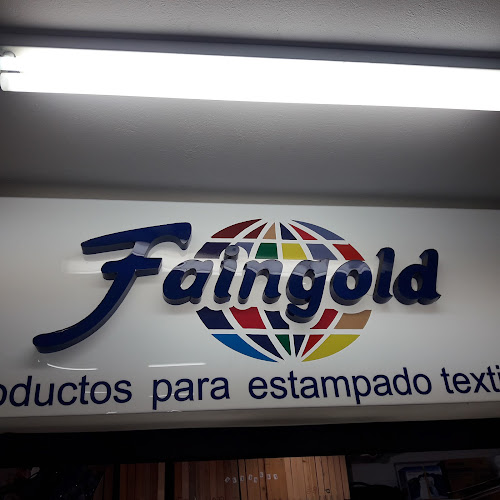 Faingold
oductos para estampado texti